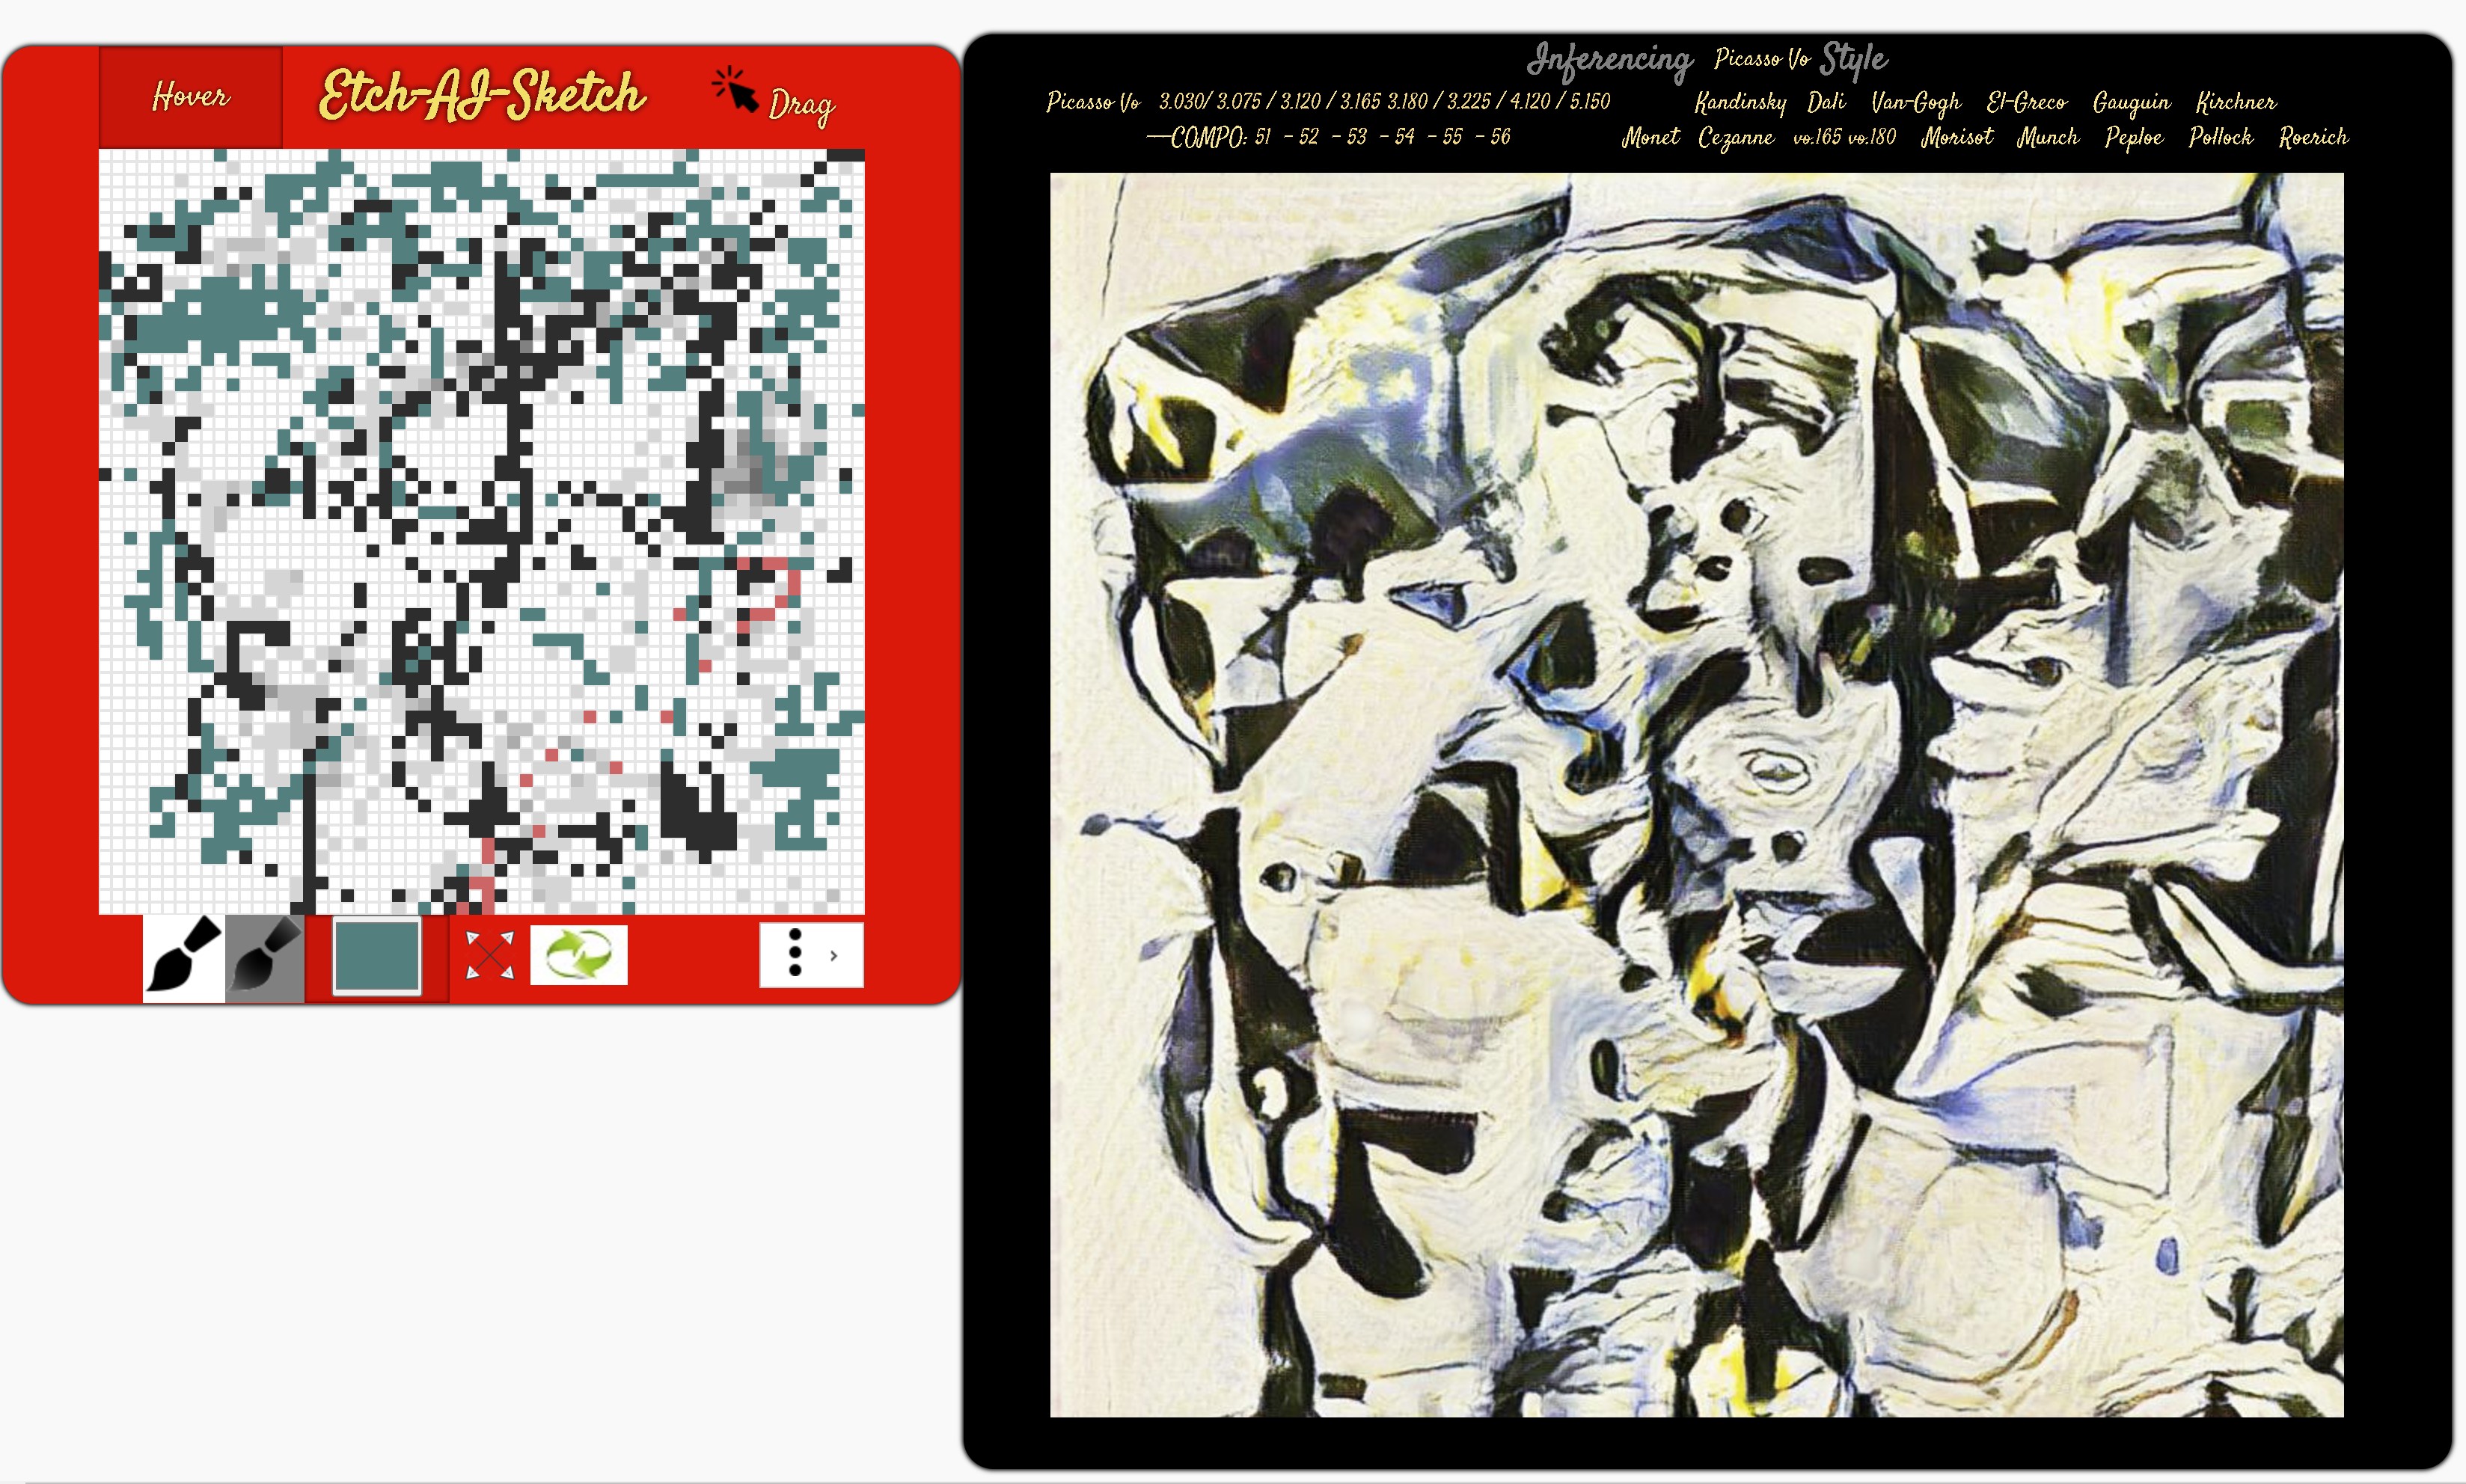 Hover Etch-AI-Sketch Drag
Inferencing Picasso Vo Style
Picasso Vo 3.030/ 3.075 / 3.120 / 3.165 3.180 / 3.225 / 4.120 / 5.150 Kandinsky Dali Van-Gogh El-Greco Gauguin Kirchner
—COMPO: 51 - 52 - 53 - 54 - 55 - 56 Monet Cezanne vo.165 vo.180 Morisot Munch Peploe Pollock Roerich